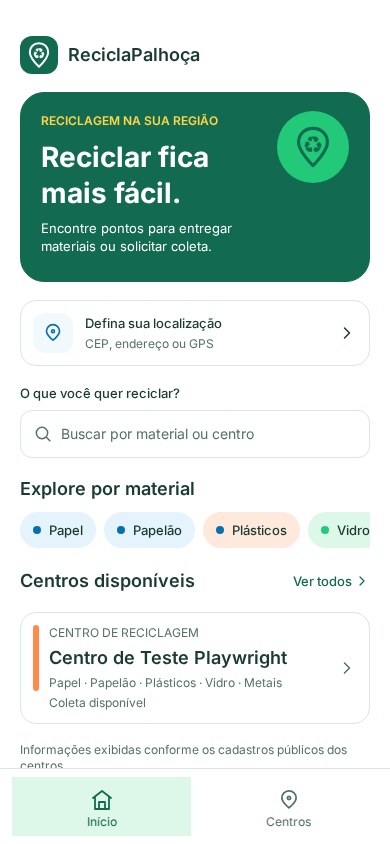 ReciclaPalhoça
RECICLAGEM NA SUA REGIÃO
Reciclar fica
mais fácil.
Encontre pontos para entregar
materiais ou solicitar coleta.
Defina sua localização
CEP, endereço ou GPS
O que você quer reciclar?
Buscar por material ou centro
Explore por material
Papel
Papelão
Plásticos
Vidro
Centros disponíveis
Ver todos
CENTRO DE RECICLAGEM
Centro de Teste Playwright
Papel · Papelão · Plásticos · Vidro · Metais
Coleta disponível
Informações exibidas conforme os cadastros públicos dos
centros
Início
Centros